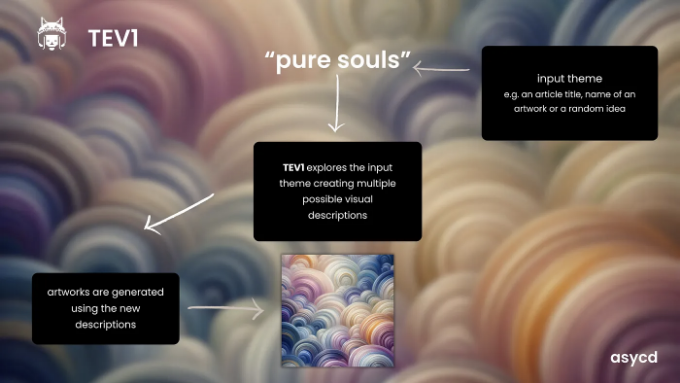 TEV1
“pure souls”
input theme
e.g. an article title, name of an
artwork or a random idea
TEV1 explores the input
theme creating multiple
possible visual
descriptions
artworks are generated
using the new
descriptions
asycd